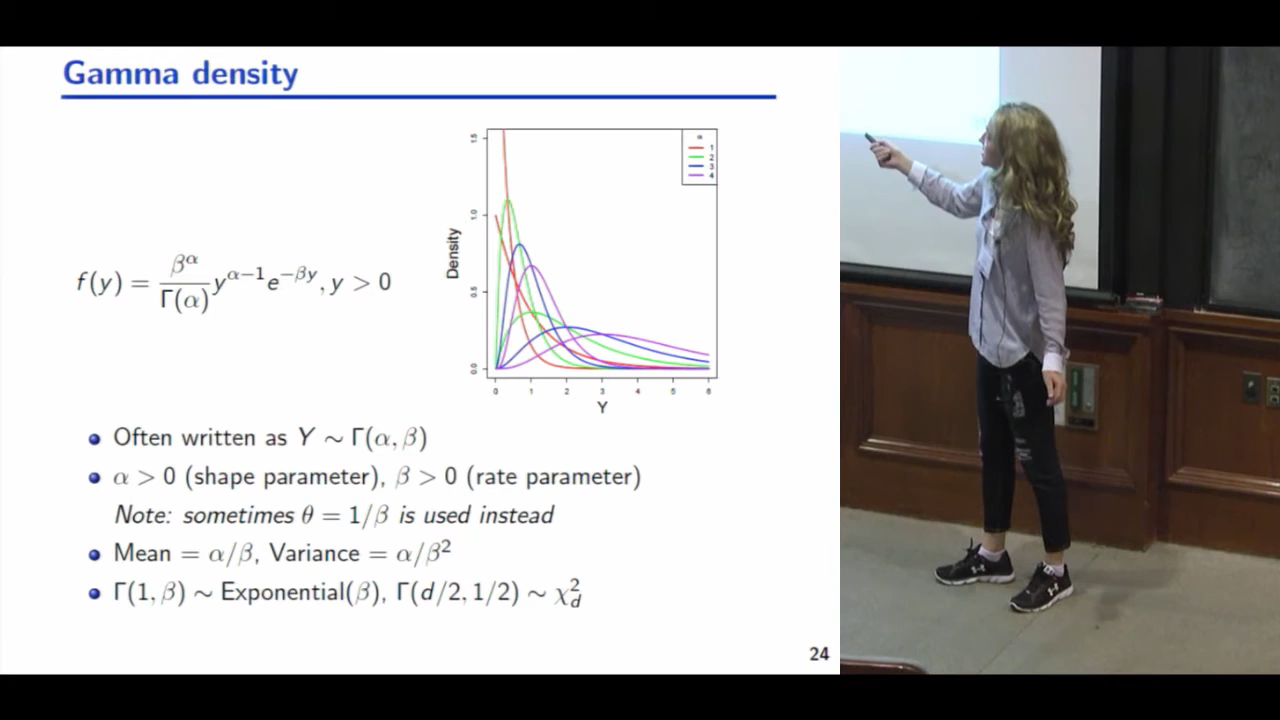 Gamma density
f(y) = β^α / Γ(α) y^{α−1} e^{−βy}, y > 0
Density
1.5
1.0
0.5
0.0
0 1 2 3 4 5 6
Y
α
1
2
3
4
Often written as Y ∼ Γ(α, β)
α > 0 (shape parameter), β > 0 (rate parameter)
Note: sometimes θ = 1/β is used instead
Mean = α/β, Variance = α/β²
Γ(1, β) ∼ Exponential(β), Γ(d/2, 1/2) ∼ χ²_d
24